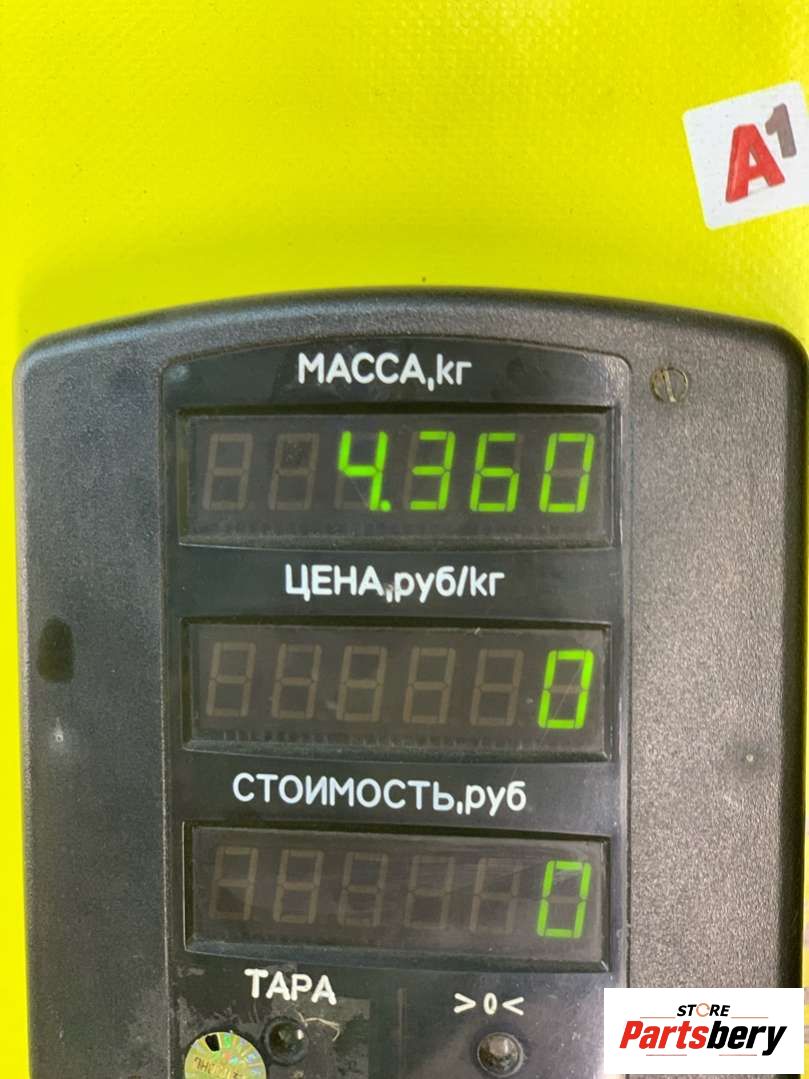 A1
МАССА,кг
4.360
ЦЕНА,руб/кг
0
СТОИМОСТЬ,руб
0
ТАРА >0<
STORE
Partsbery